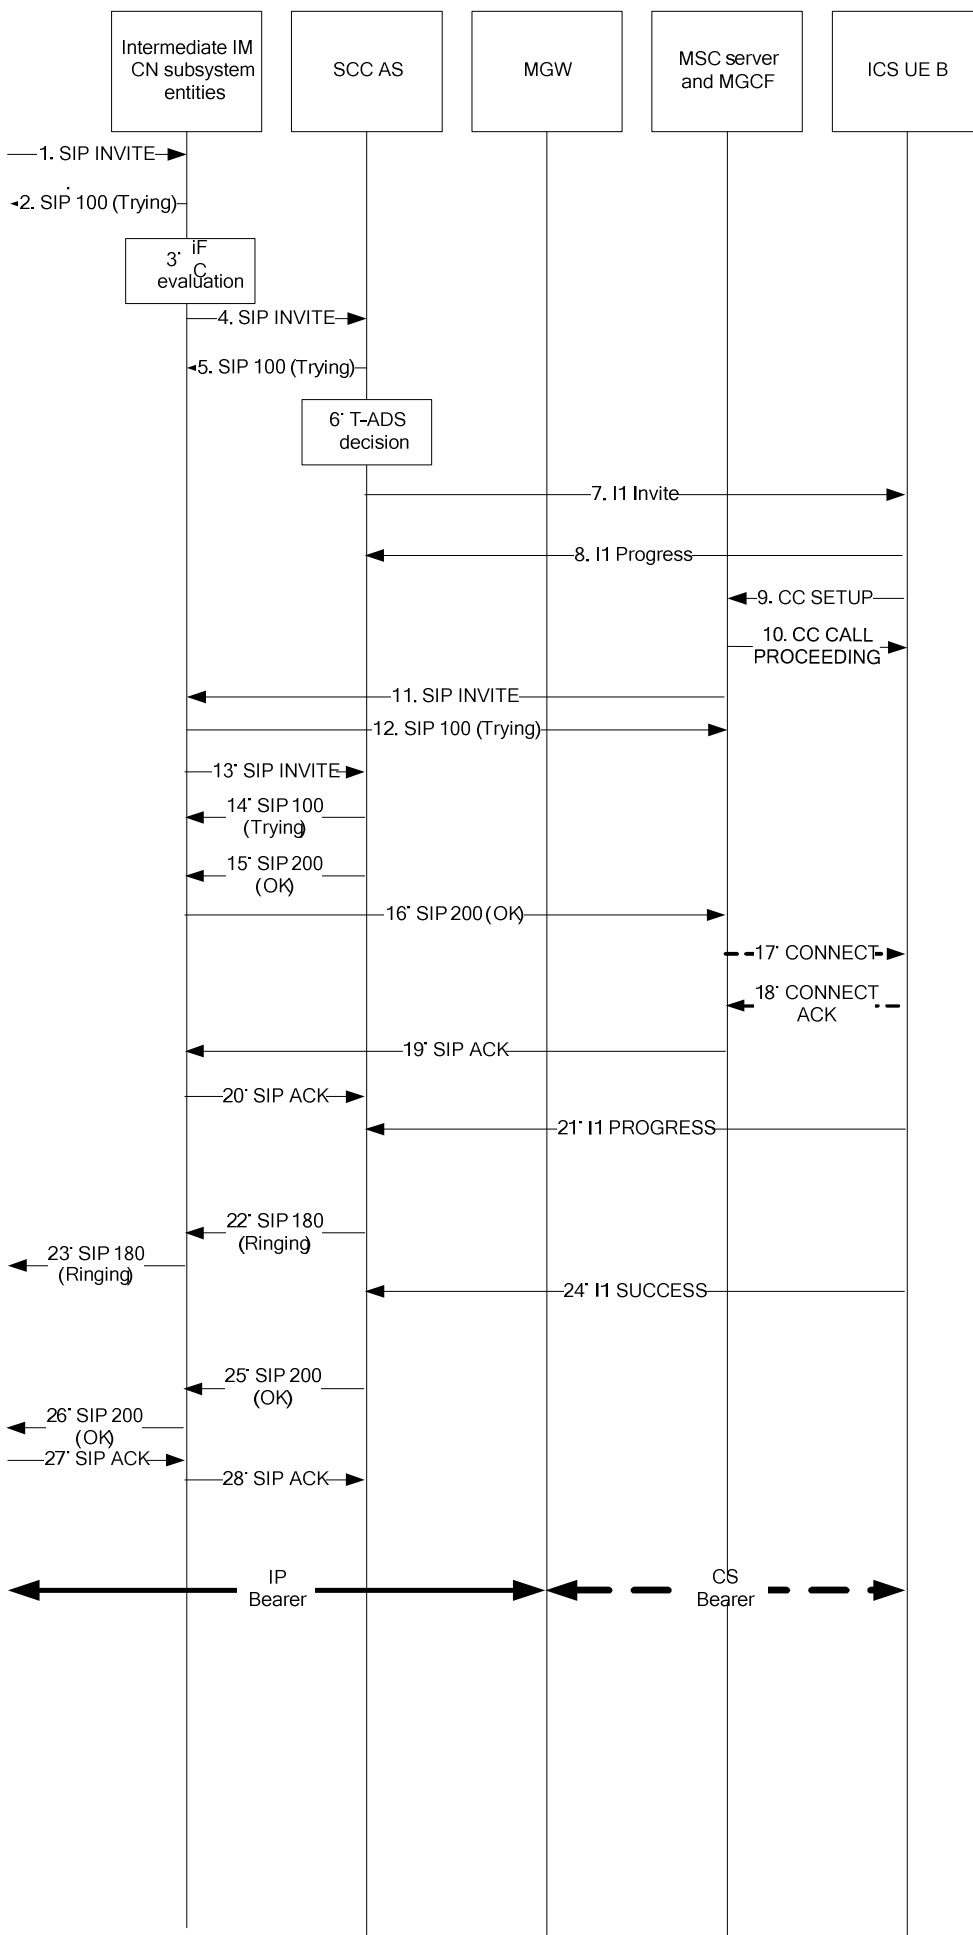 Intermediate IM
CN subsystem
entities
SCC AS
MGW
MSC server
and MGCF
ICS UE B
1. SIP INVITE
2. SIP 100 (Trying)
3. iF
C
evaluation
4. SIP INVITE
5. SIP 100 (Trying)
6. T-ADS
decision
7. I1 Invite
8. I1 Progress
9. CC SETUP
10. CC CALL
PROCEEDING
11. SIP INVITE
12. SIP 100 (Trying)
13. SIP INVITE
14. SIP 100
(Trying)
15. SIP 200
(OK)
16. SIP 200 (OK)
17. CONNECT
18. CONNECT
ACK
19. SIP ACK
20. SIP ACK
21. I1 PROGRESS
22. SIP 180
(Ringing)
23. SIP 180
(Ringing)
24. I1 SUCCESS
25. SIP 200
(OK)
26. SIP 200
(OK)
27. SIP ACK
28. SIP ACK
IP
Bearer
CS
Bearer